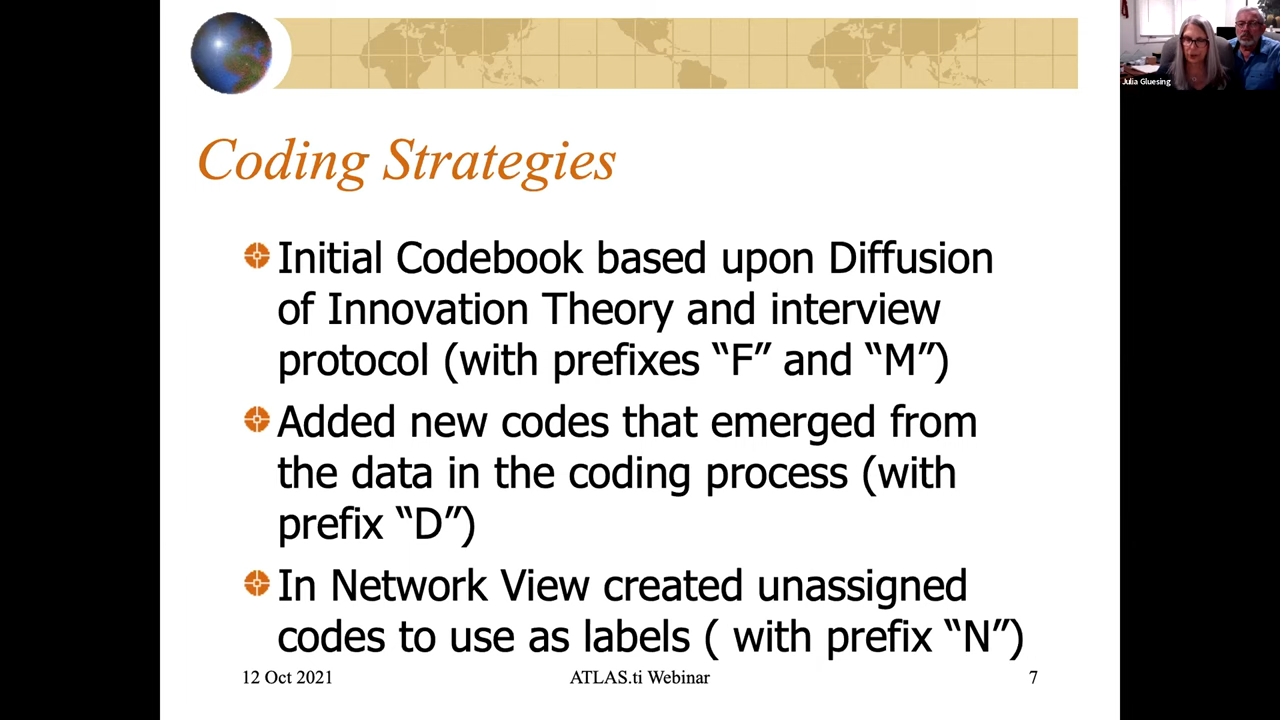 Julia Gluesing
Coding Strategies
Initial Codebook based upon Diffusion
of Innovation Theory and interview
protocol (with prefixes “F” and “M”)
Added new codes that emerged from
the data in the coding process (with
prefix “D”)
In Network View created unassigned
codes to use as labels ( with prefix “N”)
12 Oct 2021 ATLAS.ti Webinar 7